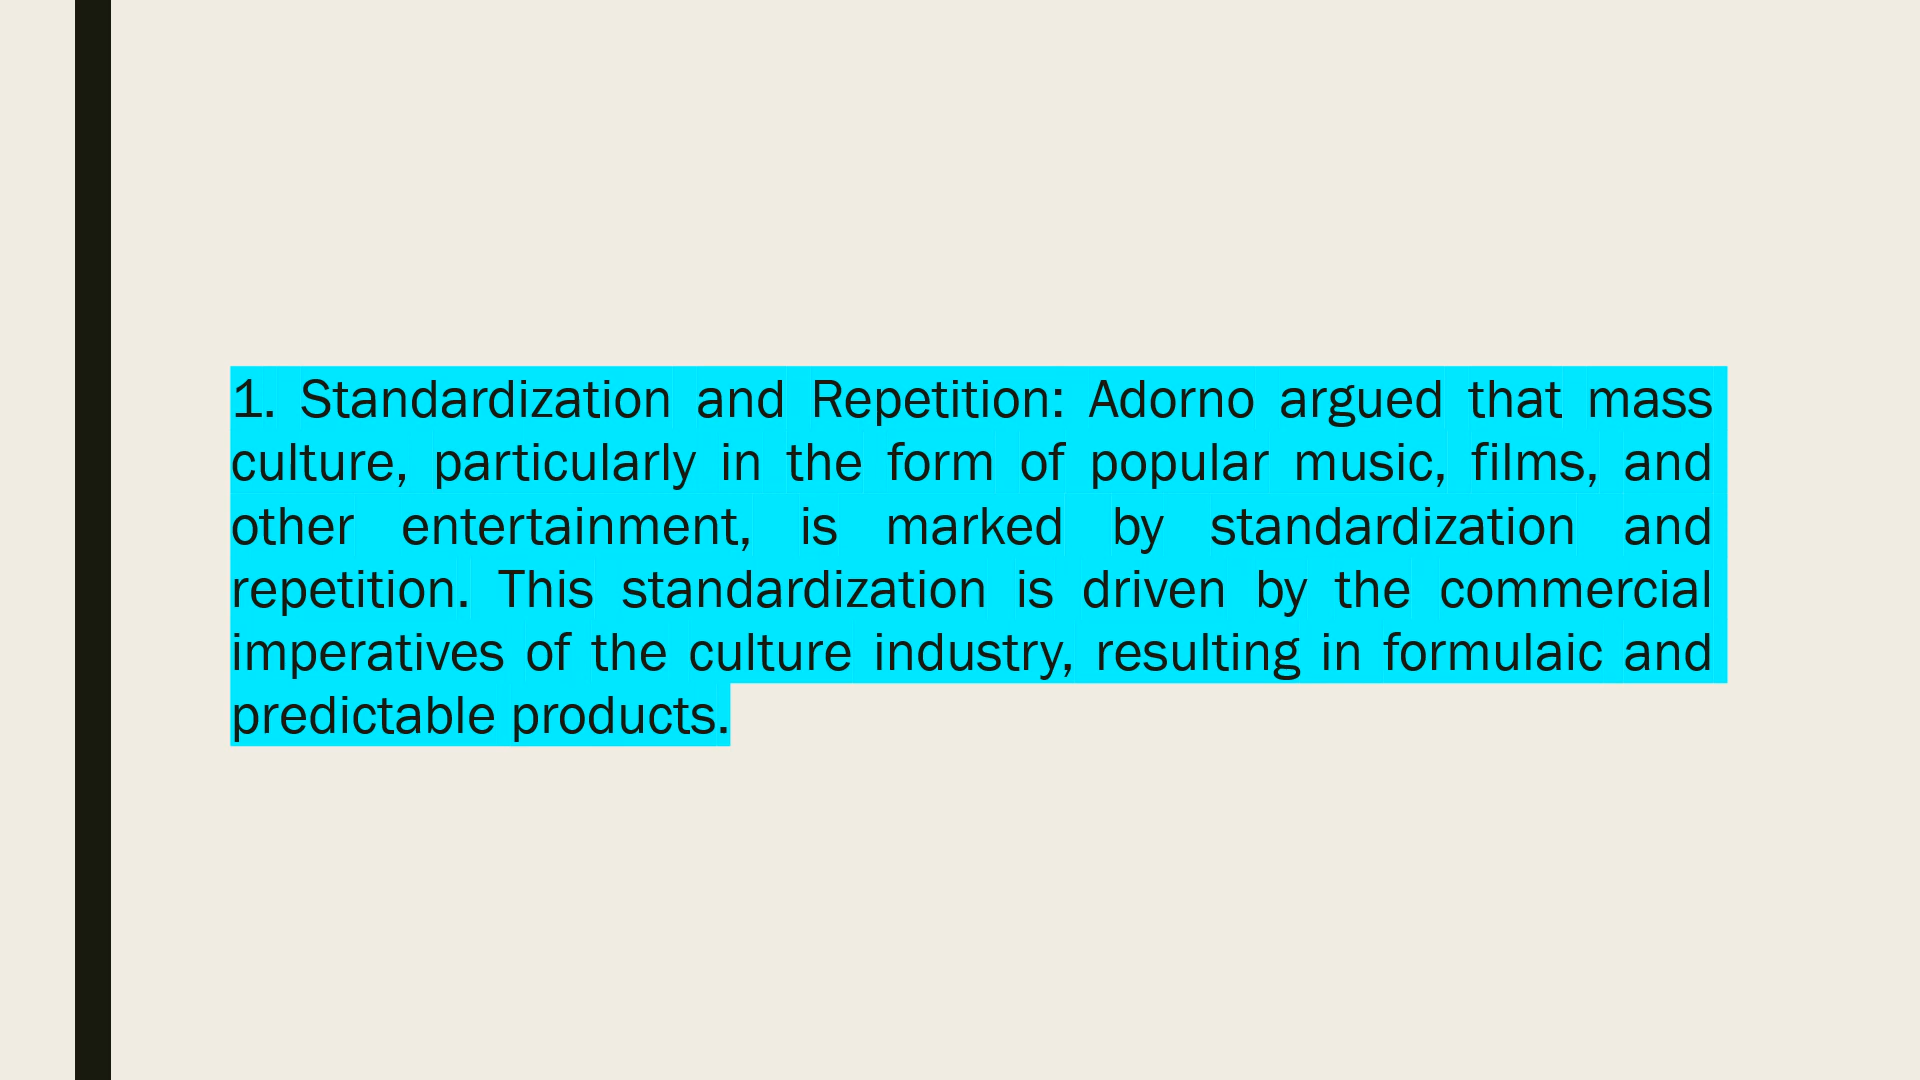 1. Standardization and Repetition: Adorno argued that mass
culture, particularly in the form of popular music, films, and
other entertainment, is marked by standardization and
repetition. This standardization is driven by the commercial
imperatives of the culture industry, resulting in formulaic and
predictable products.